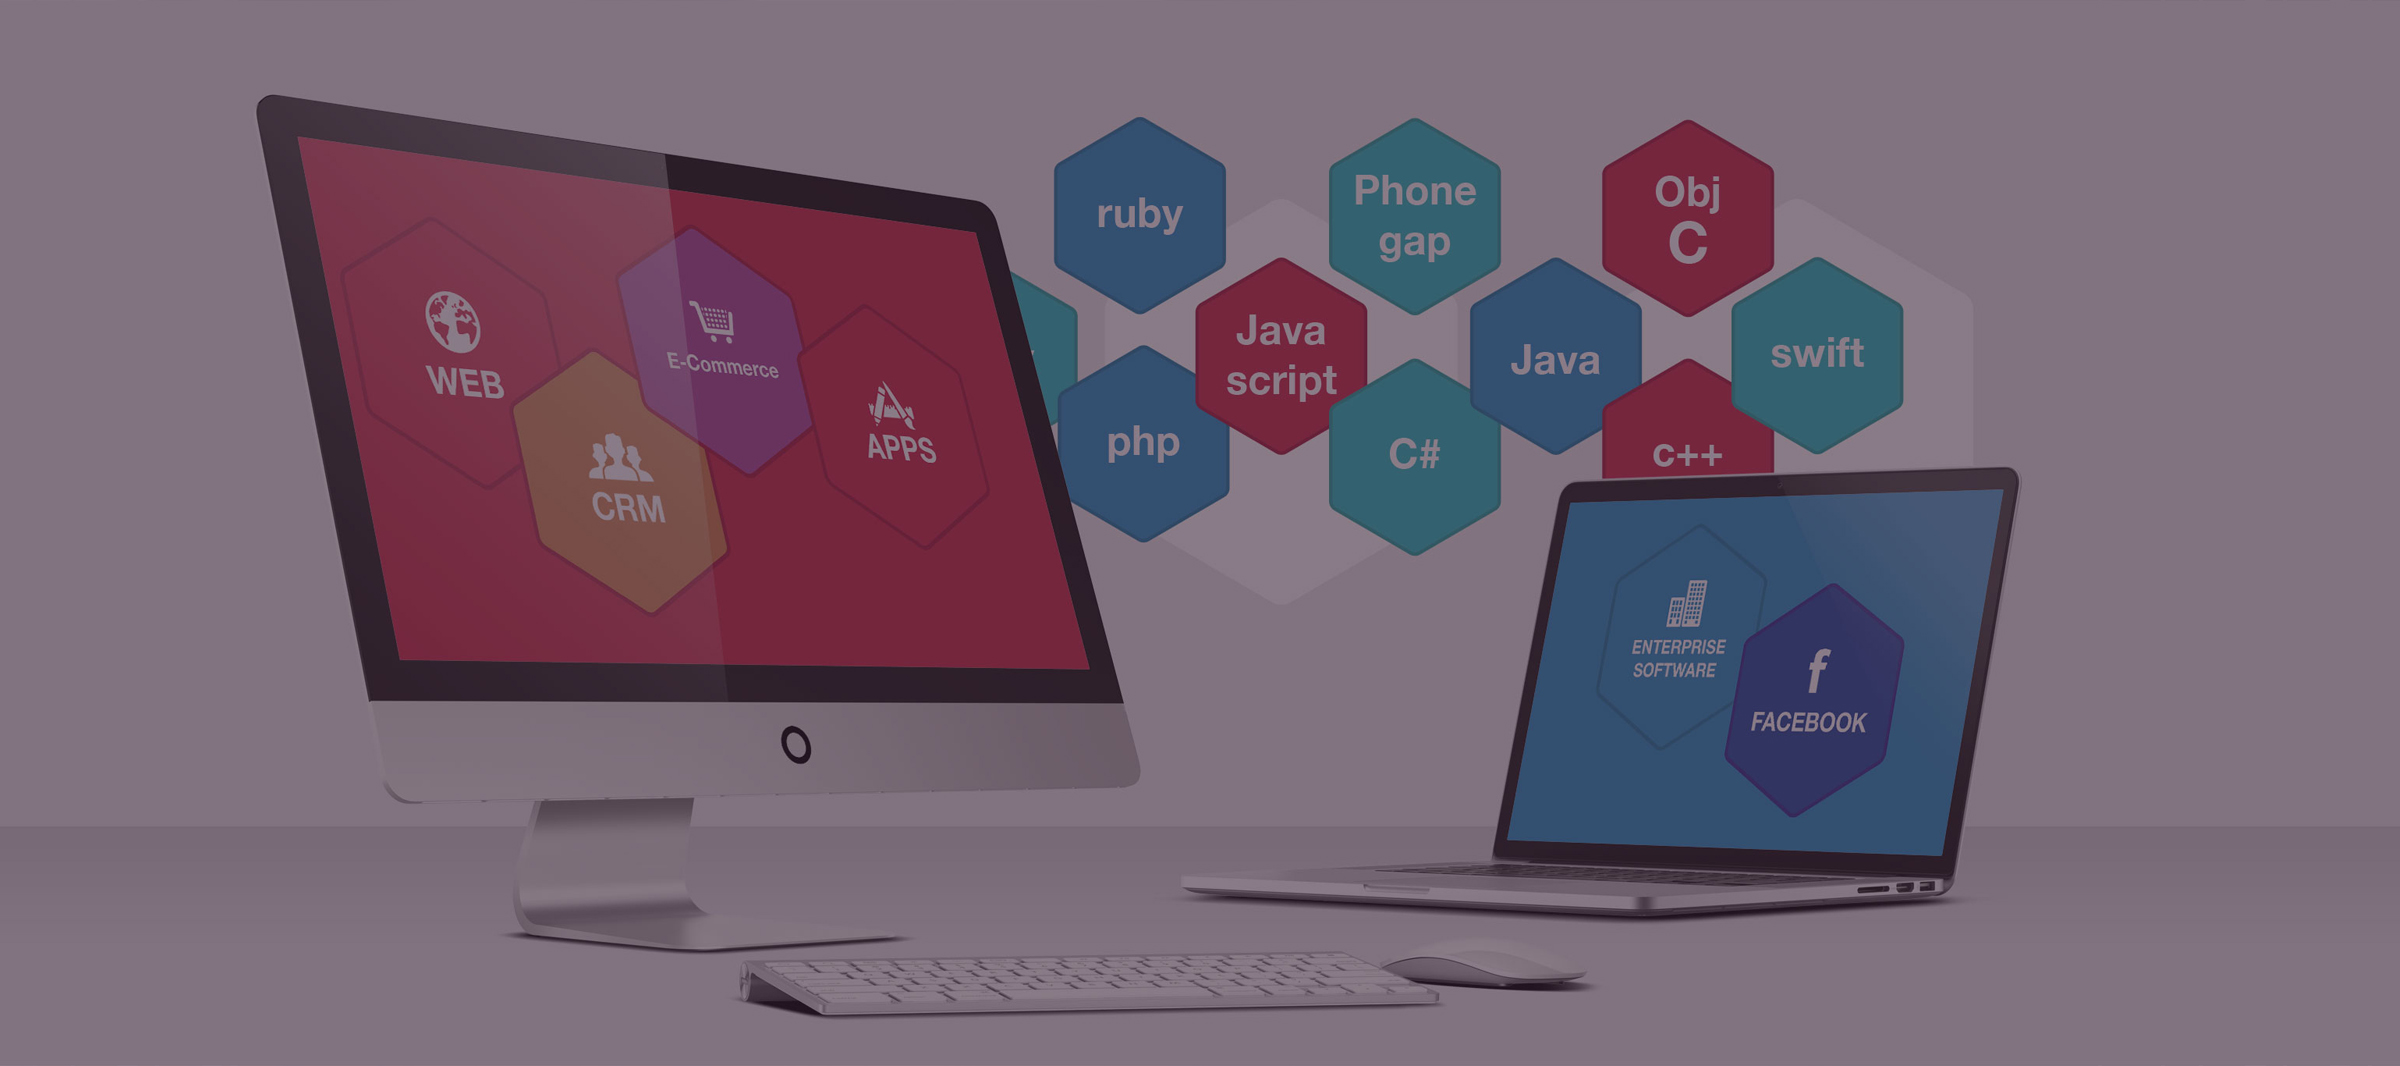 WEB
CRM
E-Commerce
APPS
ruby
Phone
gap
Obj
C
php
Java
script
C#
Java
c++
swift
ENTERPRISE
SOFTWARE
f
FACEBOOK